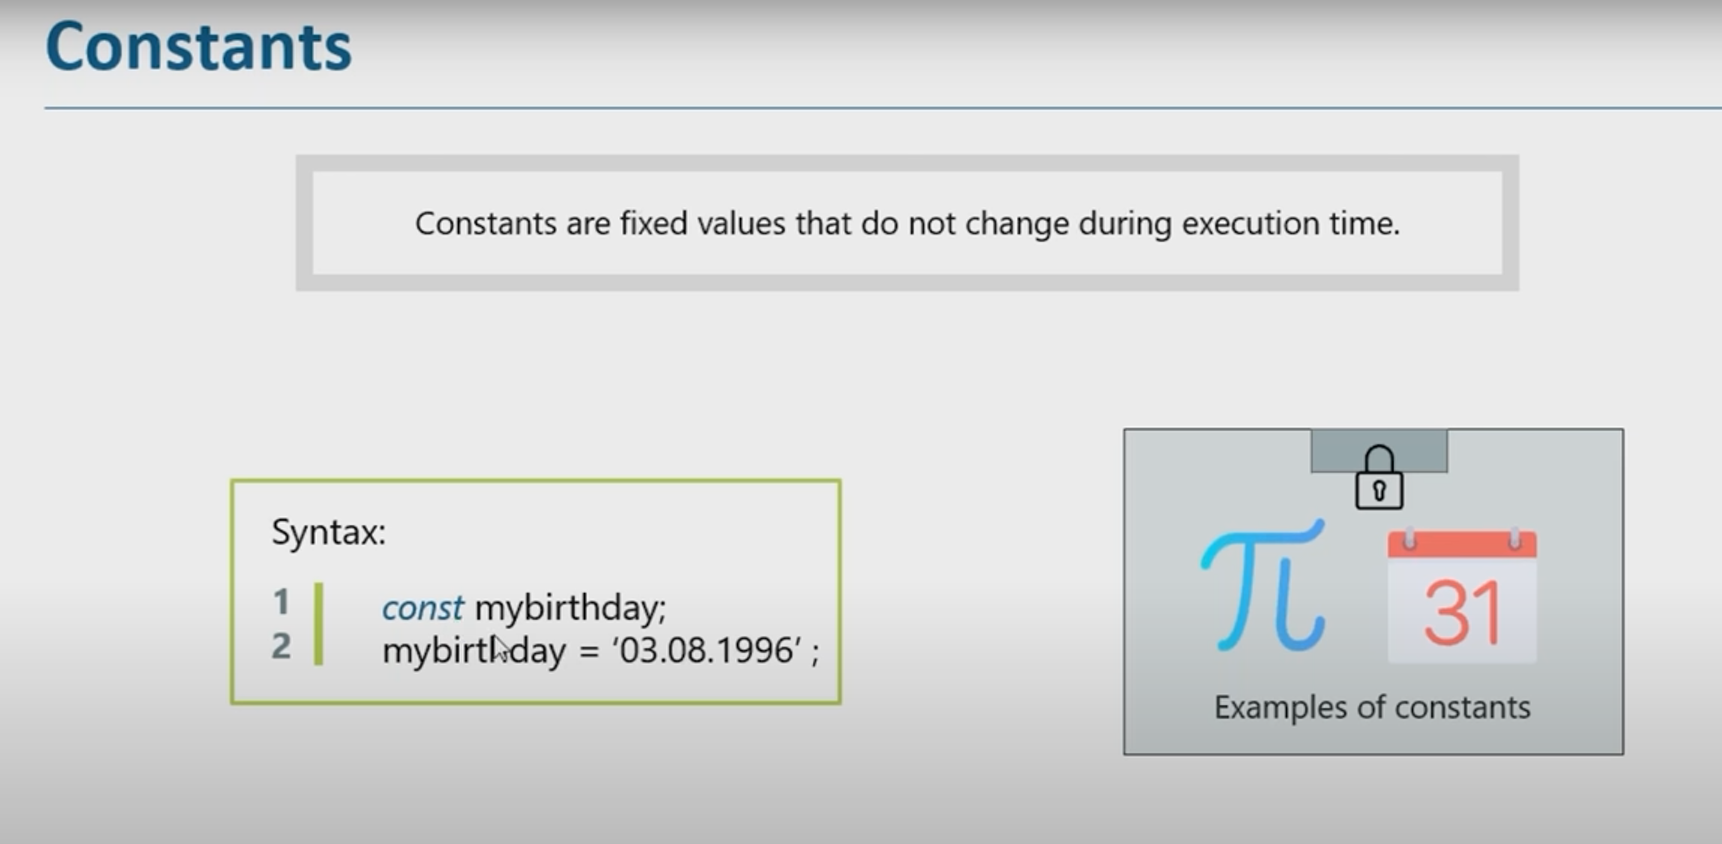 Constants
Constants are fixed values that do not change during execution time.
Syntax:
1 const mybirthday;
2 mybirthday = ‘03.08.1996’ ;
31
Examples of constants